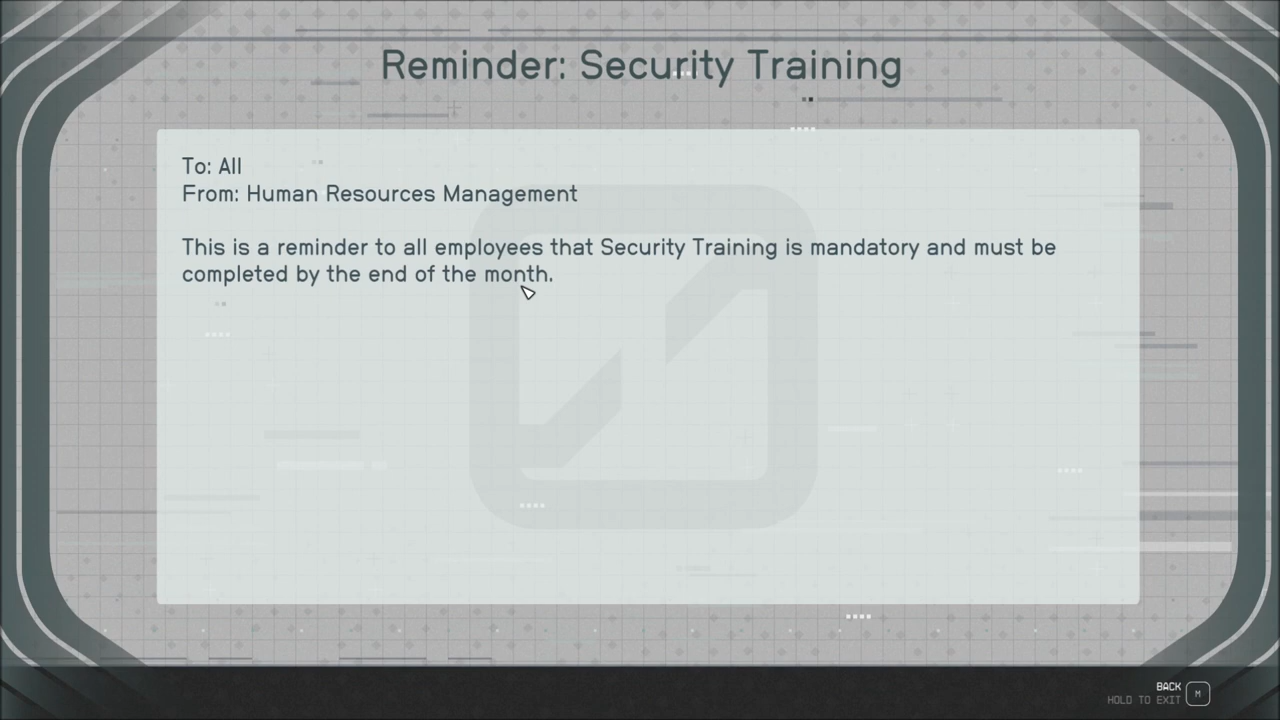 Reminder: Security Training
To: All
From: Human Resources Management
This is a reminder to all employees that Security Training is mandatory and must be
completed by the end of the month.
BACK
HOLD TO EXIT
M